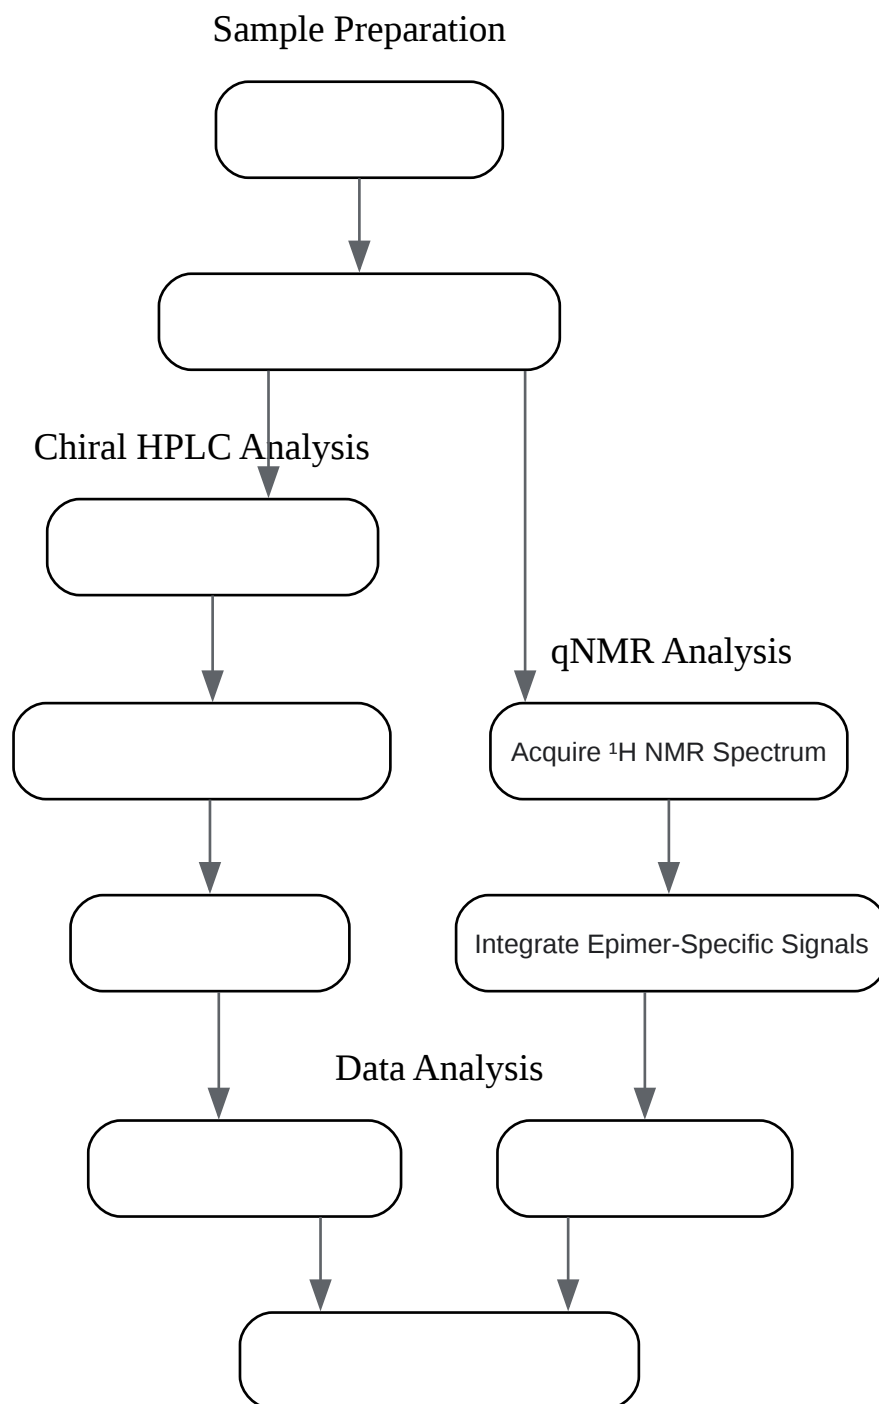 Sample Preparation
Chiral HPLC Analysis
qNMR Analysis
Acquire ¹H NMR Spectrum
Integrate Epimer-Specific Signals
Data Analysis